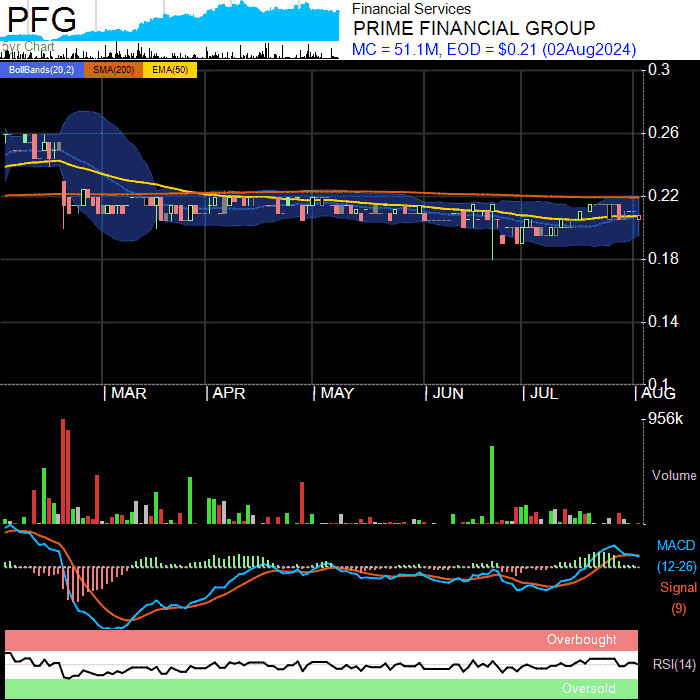 PFG
5yr Chart
Financial Services
PRIME FINANCIAL GROUP
MC = 51.1M, EOD = $0.21 (02Aug2024)
BollBands(20,2) SMA(200) EMA(50)
0.3
0.26
0.22
0.18
0.14
0.1
MAR APR MAY JUN JUL AUG
956k
Volume
MACD
(12-26)
Signal
(9)
Overbought
RSI(14)
Oversold